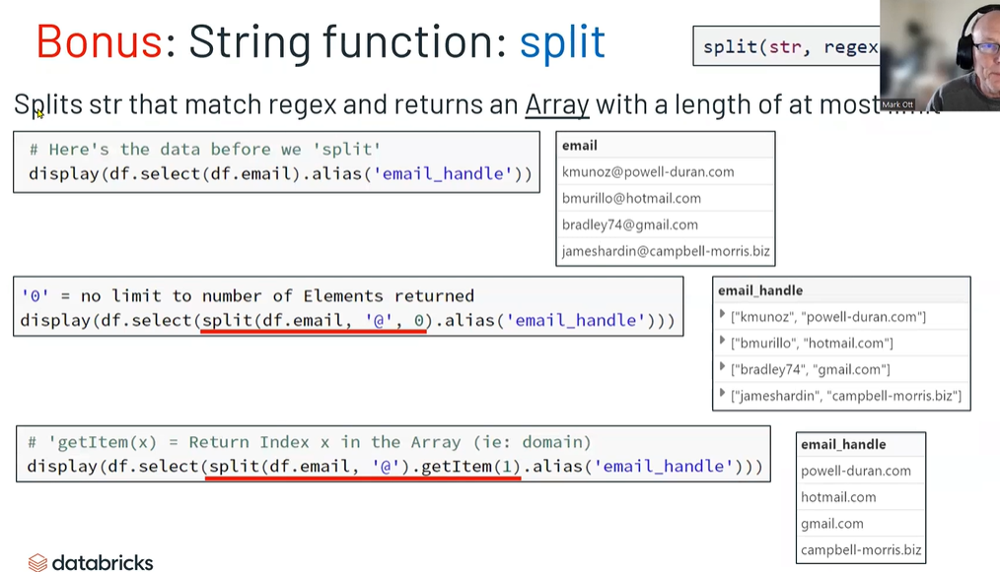 Bonus: String function: split
split(str, regex
Mark Ott
Splits str that match regex and returns an Array with a length of at most limit
# Here's the data before we 'split'
display(df.select(df.email).alias('email_handle'))
email
kmunoz@powell-duran.com
bmurillo@hotmail.com
bradley74@gmail.com
jameshardin@campbell-morris.biz
'0' = no limit to number of Elements returned
display(df.select(split(df.email, '@', 0).alias('email_handle')))
email_handle
["kmunoz", "powell-duran.com"]
["bmurillo", "hotmail.com"]
["bradley74", "gmail.com"]
["jameshardin", "campbell-morris.biz"]
# 'getItem(x) = Return Index x in the Array (ie: domain)
display(df.select(split(df.email, '@').getItem(1).alias('email_handle')))
email_handle
powell-duran.com
hotmail.com
gmail.com
campbell-morris.biz
databricks